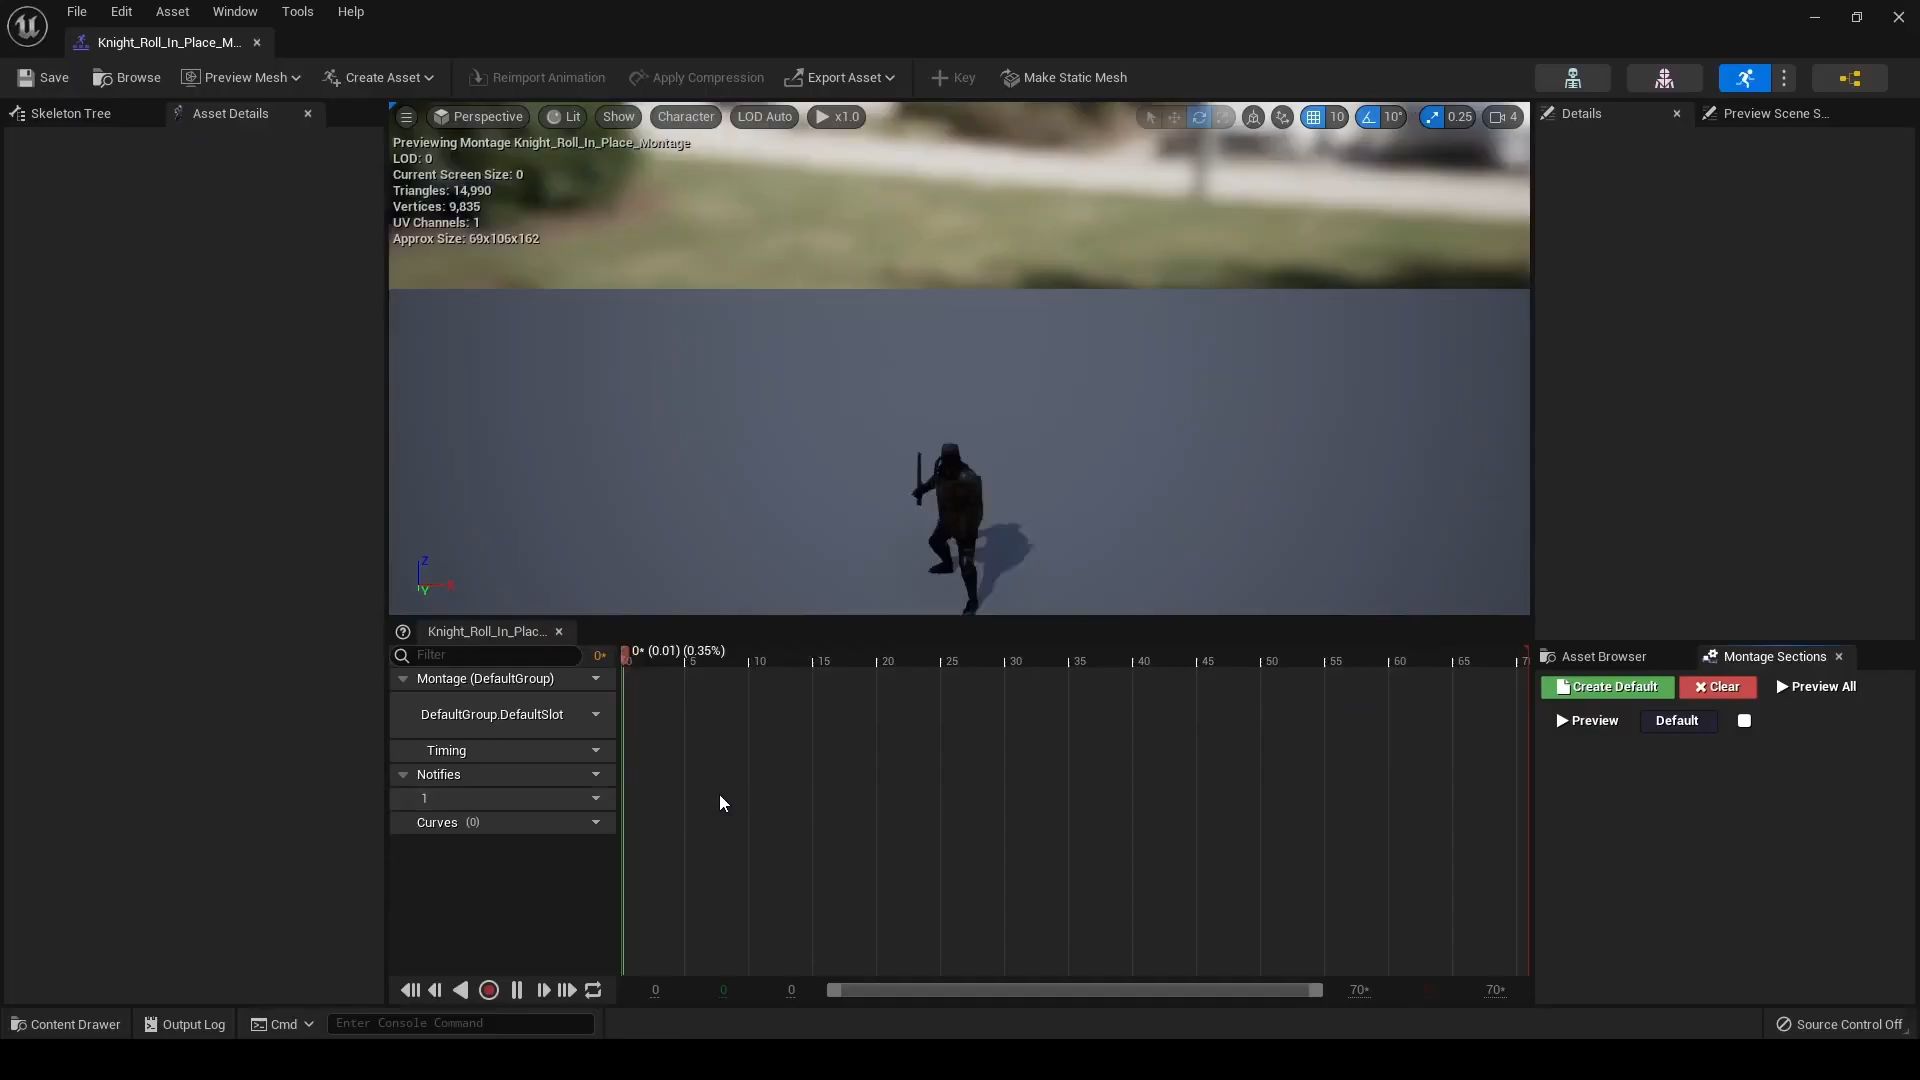 File Edit Asset Window Tools Help
Knight_Roll_In_Place_M...
Save Browse Preview Mesh Create Asset Reimport Animation Apply Compression Export Asset Key Make Static Mesh
Skeleton Tree Asset Details
Perspective Lit Show Character LOD Auto x1.0 10 10° 0.25 4
Details Preview Scene S...
Previewing Montage Knight_Roll_In_Place_Montage
LOD: 0
Current Screen Size: 0
Triangles: 14,990
Vertices: 9,835
UV Channels: 1
Approx Size: 69x106x162
Z
X
Y
Knight_Roll_In_Plac...
Filter 0*
0* (0.01) (0.35%)
5 10 15 20 25 30 35 40 45 50 55 60 65
Montage (DefaultGroup)
DefaultGroup.DefaultSlot
Timing
Notifies
1
Curves (0)
0 0 0 70* 70*
Asset Browser Montage Sections
Create Default Clear Preview All
Preview Default
Content Drawer Output Log Cmd Enter Console Command Source Control Off